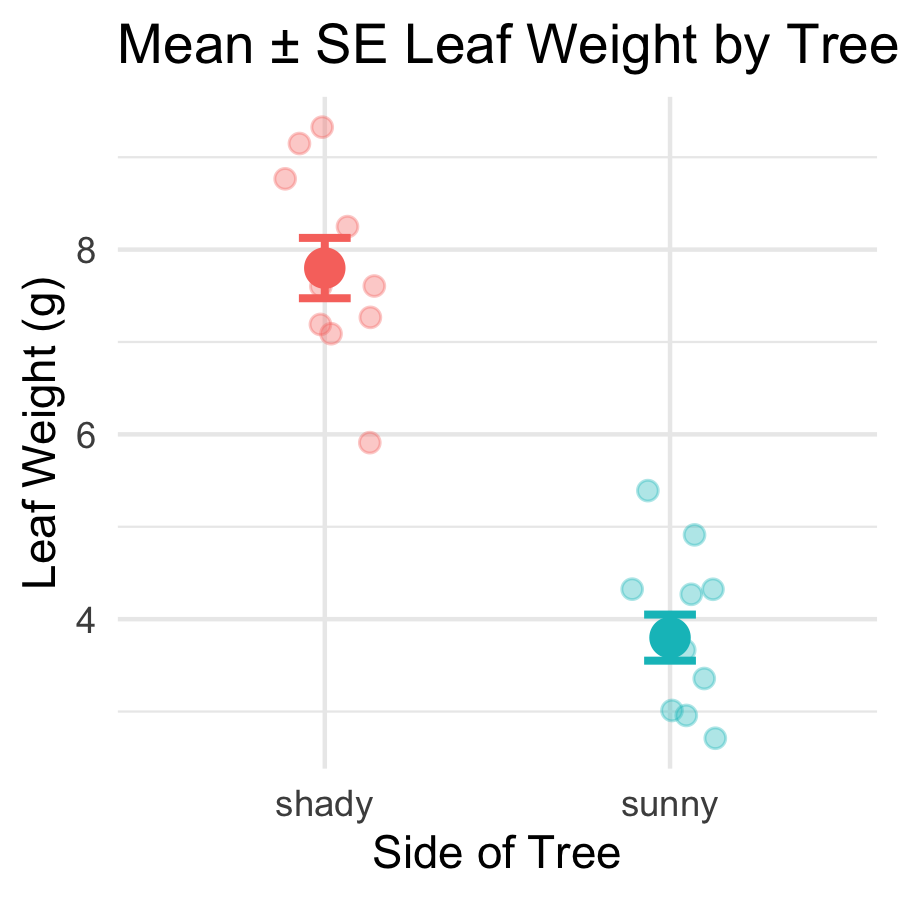 Mean ± SE Leaf Weight by Tree
Leaf Weight (g)
8
6
4
shady
sunny
Side of Tree